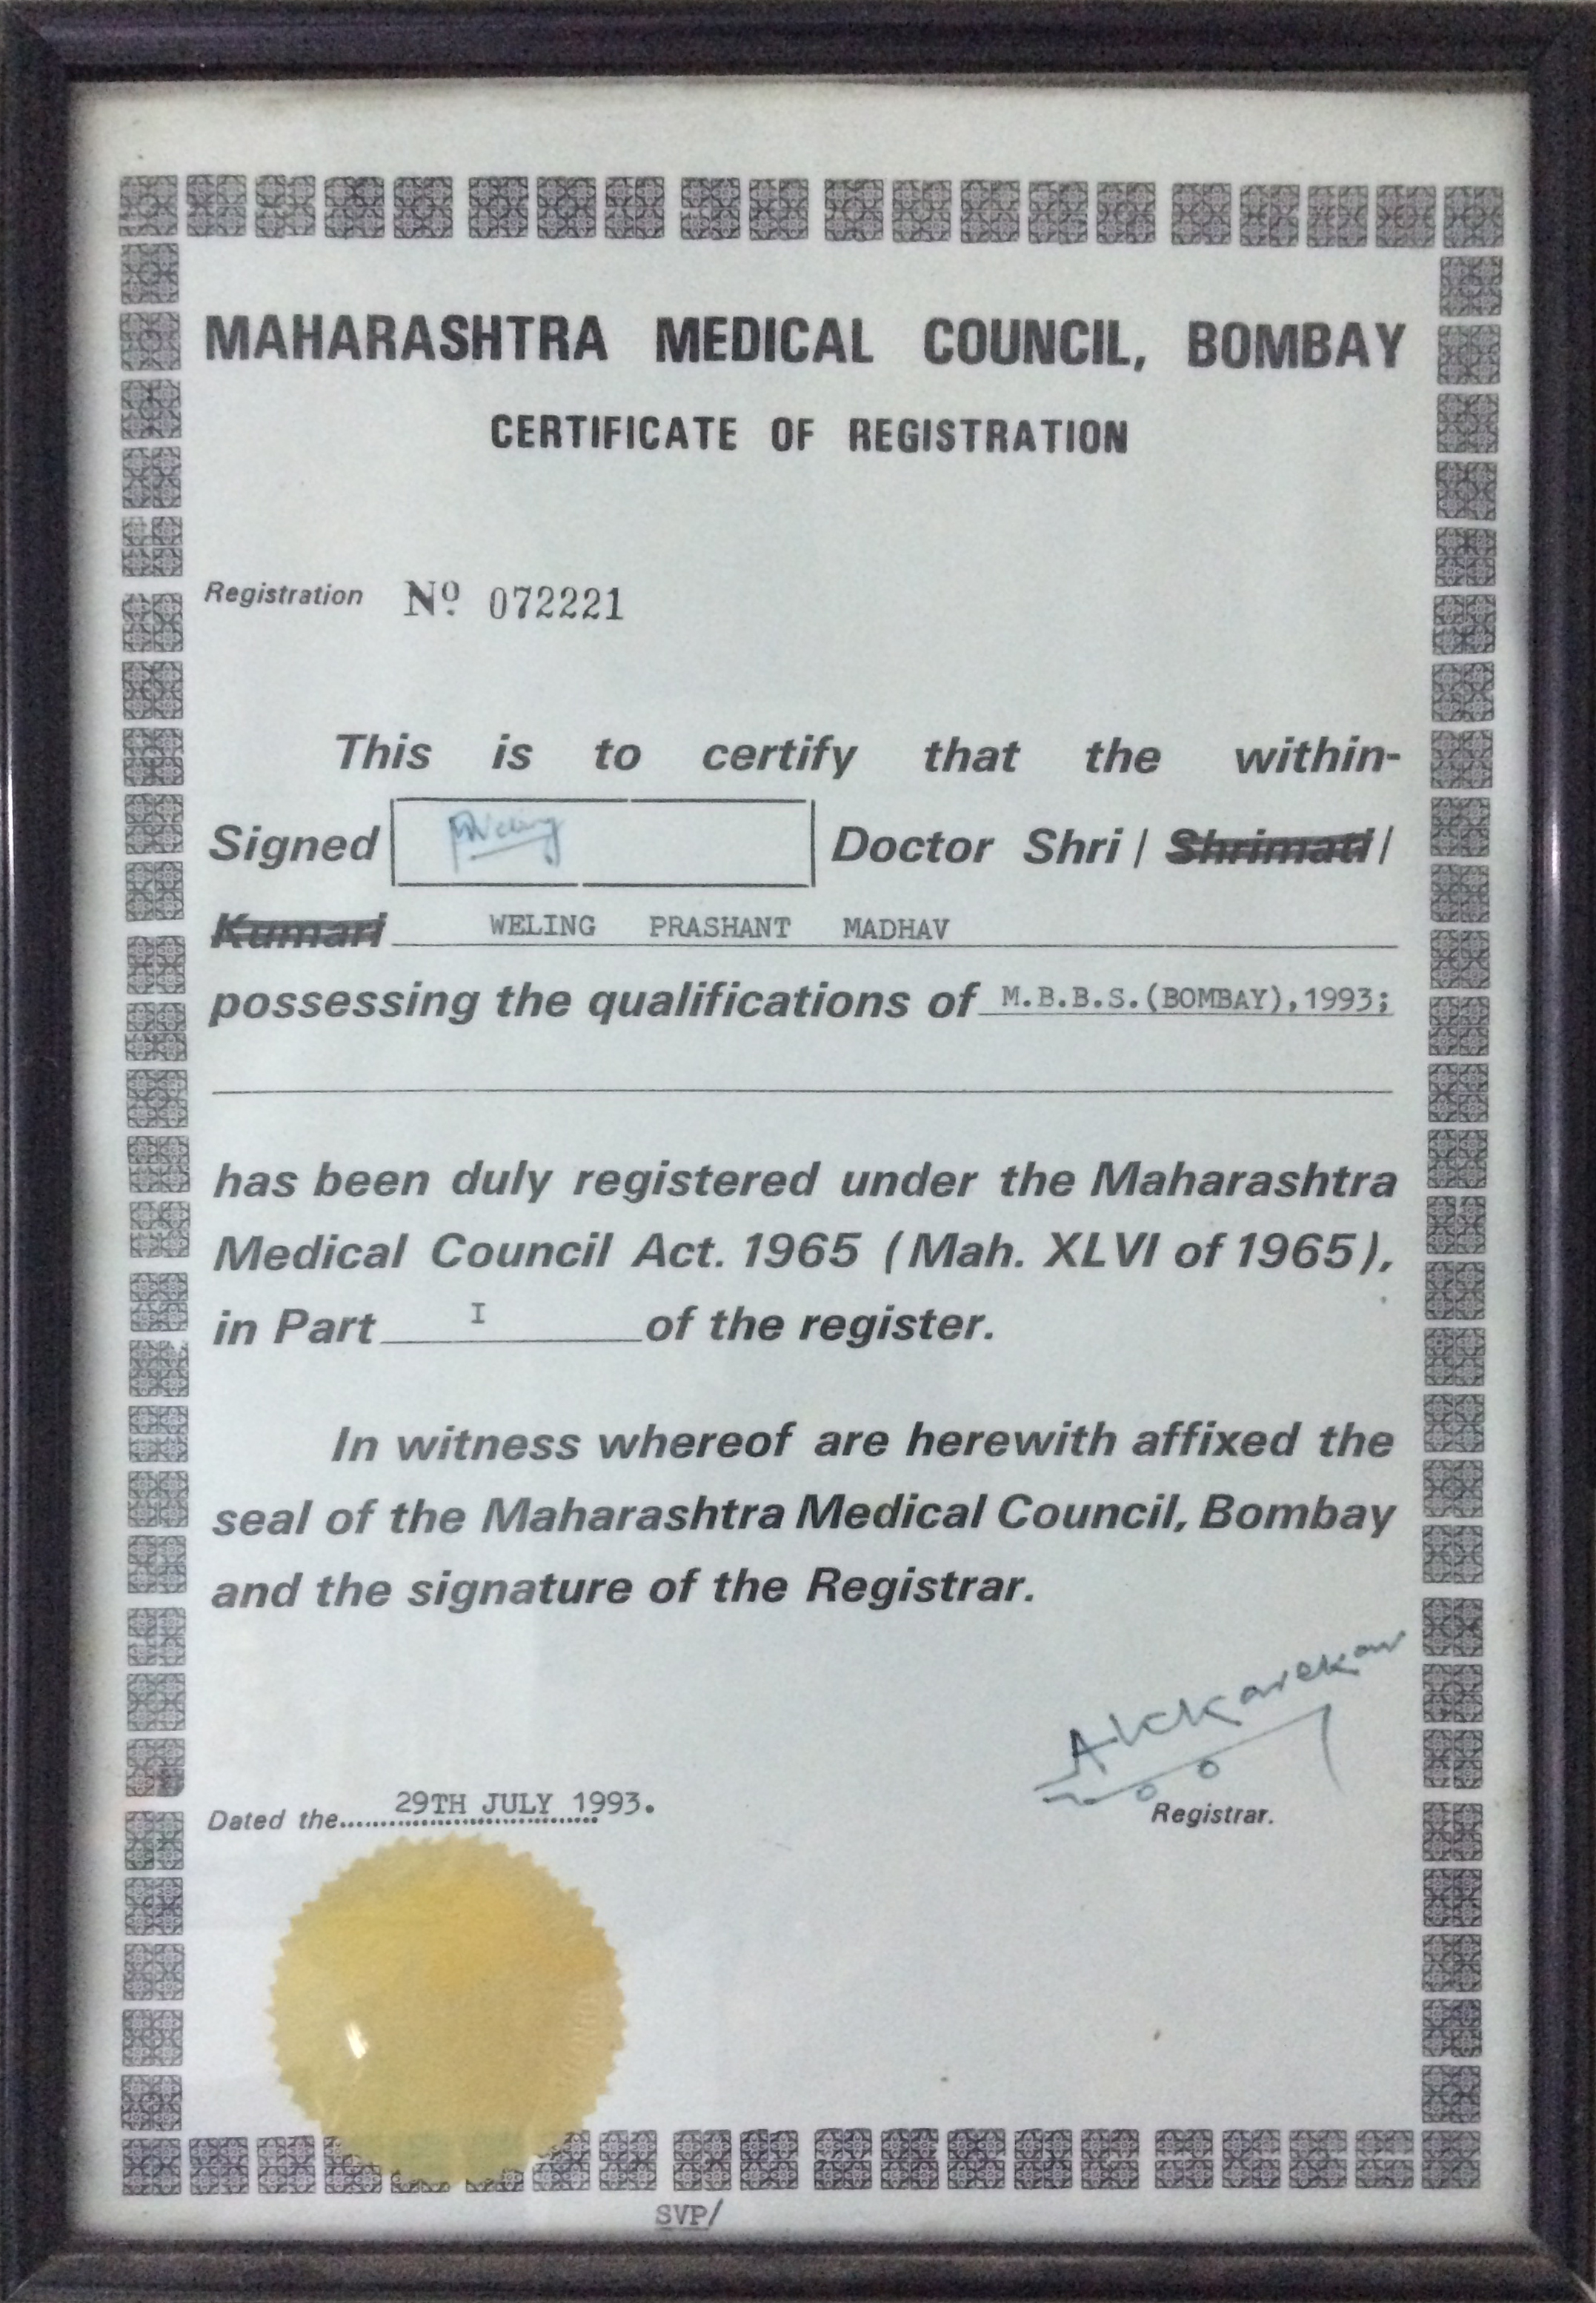 MAHARASHTRA MEDICAL COUNCIL, BOMBAY
CERTIFICATE OF REGISTRATION
Registration Nº 072221
This is to certify that the within-
Signed PMWeling Doctor Shri / Shrimati /
Kumari WELING PRASHANT MADHAV
possessing the qualifications of M.B.B.S.(BOMBAY),1993;
has been duly registered under the Maharashtra
Medical Council Act. 1965 (Mah. XLVI of 1965),
in Part I of the register.
In witness whereof are herewith affixed the
seal of the Maharashtra Medical Council, Bombay
and the signature of the Registrar.
Dated the 29TH JULY 1993.
Registrar.
SVP/